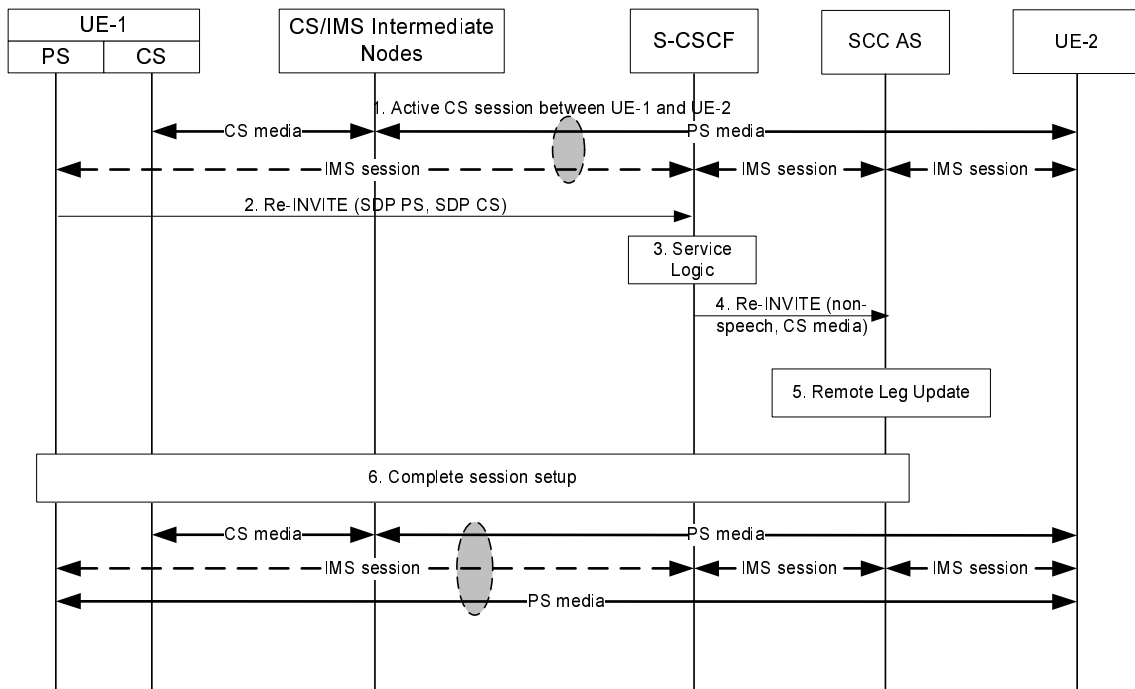 UE-1
PS
CS
CS/IMS Intermediate
Nodes
S-CSCF
SCC AS
UE-2
1. Active CS session between UE-1 and UE-2
CS media
PS media
IMS session
IMS session
IMS session
2. Re-INVITE (SDP PS, SDP CS)
3. Service
Logic
4. Re-INVITE (non-
speech, CS media)
5. Remote Leg Update
6. Complete session setup
CS media
PS media
IMS session
IMS session
IMS session
PS media